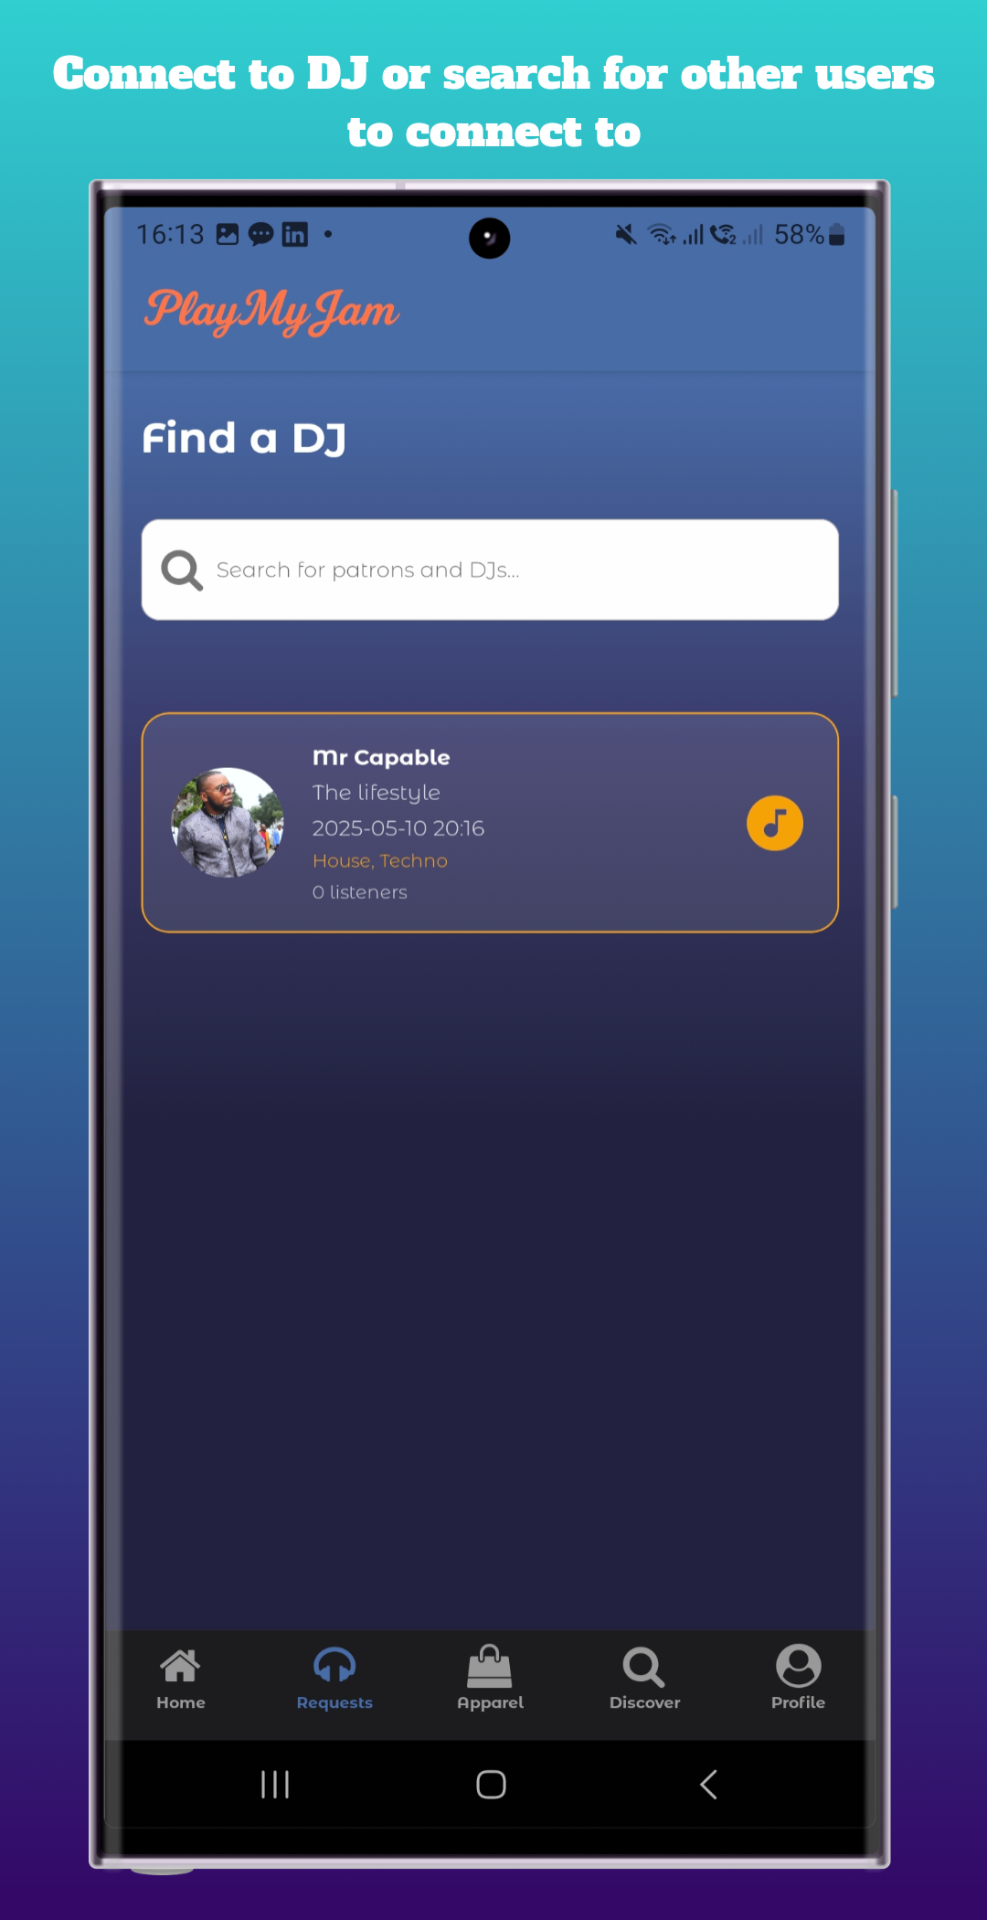 Connect to DJ or search for other users
to connect to
16:13
58%
PlayMyJam
Find a DJ
Search for patrons and DJs...
Mr Capable
The lifestyle
2025-05-10 20:16
House, Techno
0 listeners
Home Requests Apparel Discover Profile